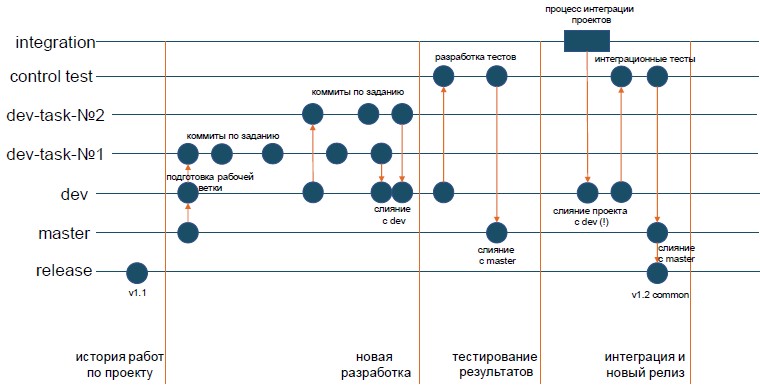 процесс интеграции
проектов
integration
разработка тестов
интеграционные тесты
control test
коммиты по заданию
dev-task-№2
коммиты по заданию
dev-task-№1
подготовка рабочей
ветки
dev
слияние
с dev
слияние проекта
с dev (!)
master
слияние
с master
слияние
с master
release
v1.1
v1.2 common
история работ
по проекту
новая
разработка
тестирование
результатов
интеграция и
новый релиз